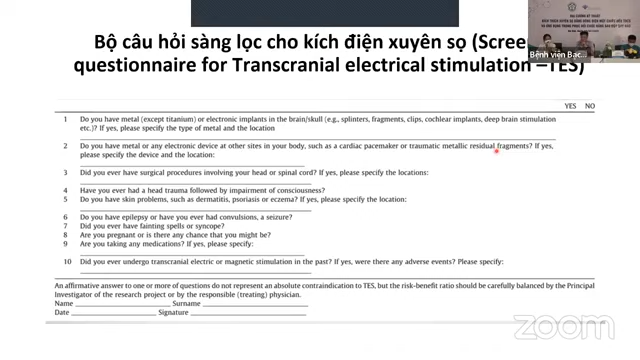 Bộ câu hỏi sàng lọc cho kích điện xuyên sọ (Scree
questionnaire for Transcranial electrical stimulation –TES)
Bệnh viện Bạc...
YES NO
1 Do you have metal (except titanium) or electronic implants in the brain/skull (e.g., splinters, fragments, clips, cochlear implants, deep brain stimulation
etc.)? If yes, please specify the type of metal and the location
2 Do you have metal or any electronic device at other sites in your body, such as a cardiac pacemaker or traumatic metallic residual fragments? If yes,
please specify the device and the location:
3 Did you ever have surgical procedures involving your head or spinal cord? If yes, please specify the locations:
4 Have you ever had a head trauma followed by impairment of consciousness?
5 Do you have skin problems, such as dermatitis, psoriasis or eczema? If yes, please specify the location:
6 Do you have epilepsy or have you ever had convulsions, a seizure?
7 Did you ever have fainting spells or syncope?
8 Are you pregnant or is there any chance that you might be?
9 Are you taking any medications? If yes, please specify:
10 Did you ever undergo transcranial electric or magnetic stimulation in the past? If yes, were there any adverse events? Please specify:
An affirmative answer to one or more of questions do not represent an absolute contraindication to TES, but the risk-benefit ratio should be carefully balanced by the Principal
Investigator of the research project or by the responsible (treating) physician.
Name Surname
Date Signature
zoom